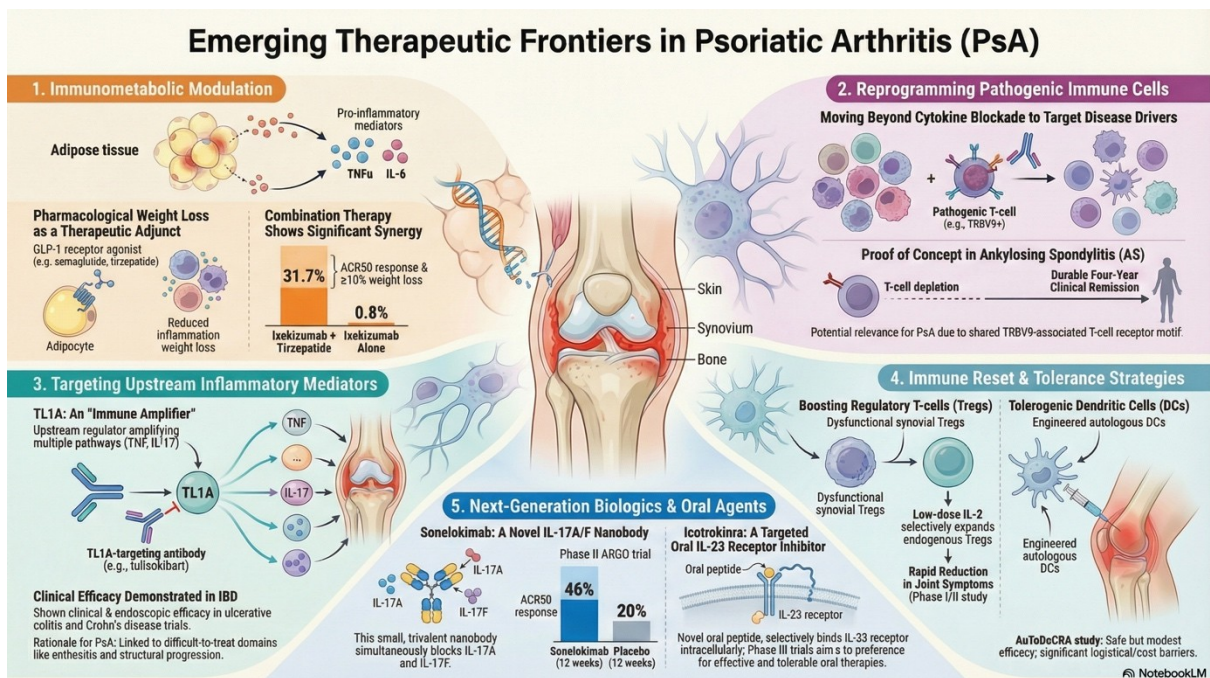 Emerging Therapeutic Frontiers in Psoriatic Arthritis (PsA)
1. Immunometabolic Modulation
Adipose tissue
Pro-inflammatory
mediators
TNFu
IL-6
Pharmacological Weight Loss
as a Therapeutic Adjunct
GLP-1 receptor agonist
(e.g. semaglutide, tirzepatide)
Adipocyte
Reduced
inflammation
weight loss
Combination Therapy
Shows Significant Synergy
31.7%
ACR50 response &
≥10% weight loss
0.8%
Ixekizumab +
Tirzepatide
Ixekizumab
Alone
2. Reprogramming Pathogenic Immune Cells
Moving Beyond Cytokine Blockade to Target Disease Drivers
+
Pathogenic T-cell
(e.g., TRBV9+)
Proof of Concept in Ankylosing Spondylitis (AS)
T-cell depletion
Durable Four-Year
Clinical Remission
Potential relevance for PsA due to shared TRBV9-associated T-cell receptor motif.
Skin
Synovium
Bone
3. Targeting Upstream Inflammatory Mediators
TL1A: An "Immune Amplifier"
Upstream regulator amplifying
multiple pathways (TNF, IL-17)
TL1A
TNF
...
IL-17
TL1A-targeting antibody
(e.g., tulisokibart)
Clinical Efficacy Demonstrated in IBD
Shown clinical & endoscopic efficacy in ulcerative
colitis and Crohn's disease trials.
Rationale for PsA: Linked to difficult-to-treat domains
like enthesitis and structural progression.
4. Immune Reset & Tolerance Strategies
Boosting Regulatory T-cells (Tregs)
Dysfunctional synovial Tregs
Dysfunctional
synovial Tregs
Low-dose IL-2
selectively expands
endogenous Tregs
Rapid Reduction
in Joint Symptoms
(Phase I/II study
Tolerogenic Dendritic Cells (DCs)
Engineered autologous DCs
Engineered
autologous
DCs
AuToDcCRA study: Safe but modest
efficecy; significant logistical/cost barriers.
5. Next-Generation Biologics & Oral Agents
Sonelokimab: A Novel IL-17A/F Nanobody
IL-17A
IL-17A
IL-17F
This small, trivalent nanobody
simultaneously blocks IL-17A
and IL-17F.
Phase II ARGO trial
ACR50
response
46%
20%
Sonelokimab
(12 weeks)
Placebo
(12 weeks)
Icotrokinra: A Targeted
Oral IL-23 Receptor Inhibitor
Oral peptide
IL-23 receptor
Novel oral peptide, selectively binds IL-33 receptor
intracellularly; Phase III trials aim s to preference
for effective and tolerable oral therapies.
NotebookLM